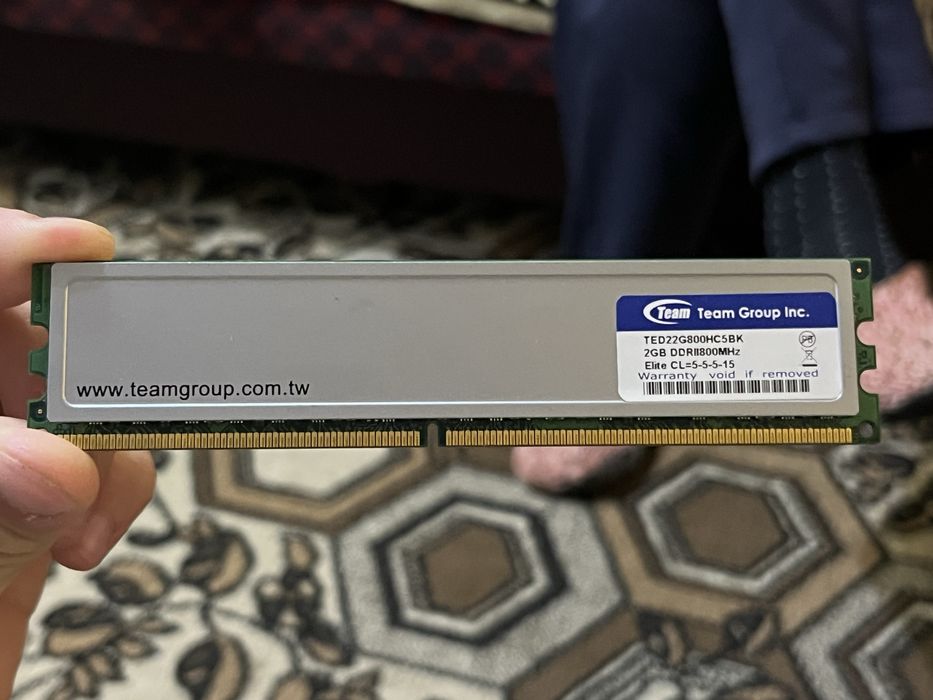 www.teamgroup.com.tw
Team Team Group Inc.
TED22G800HC5BK
2GB DDRII800MHz
Elite CL=5-5-5-15
Warranty void if removed